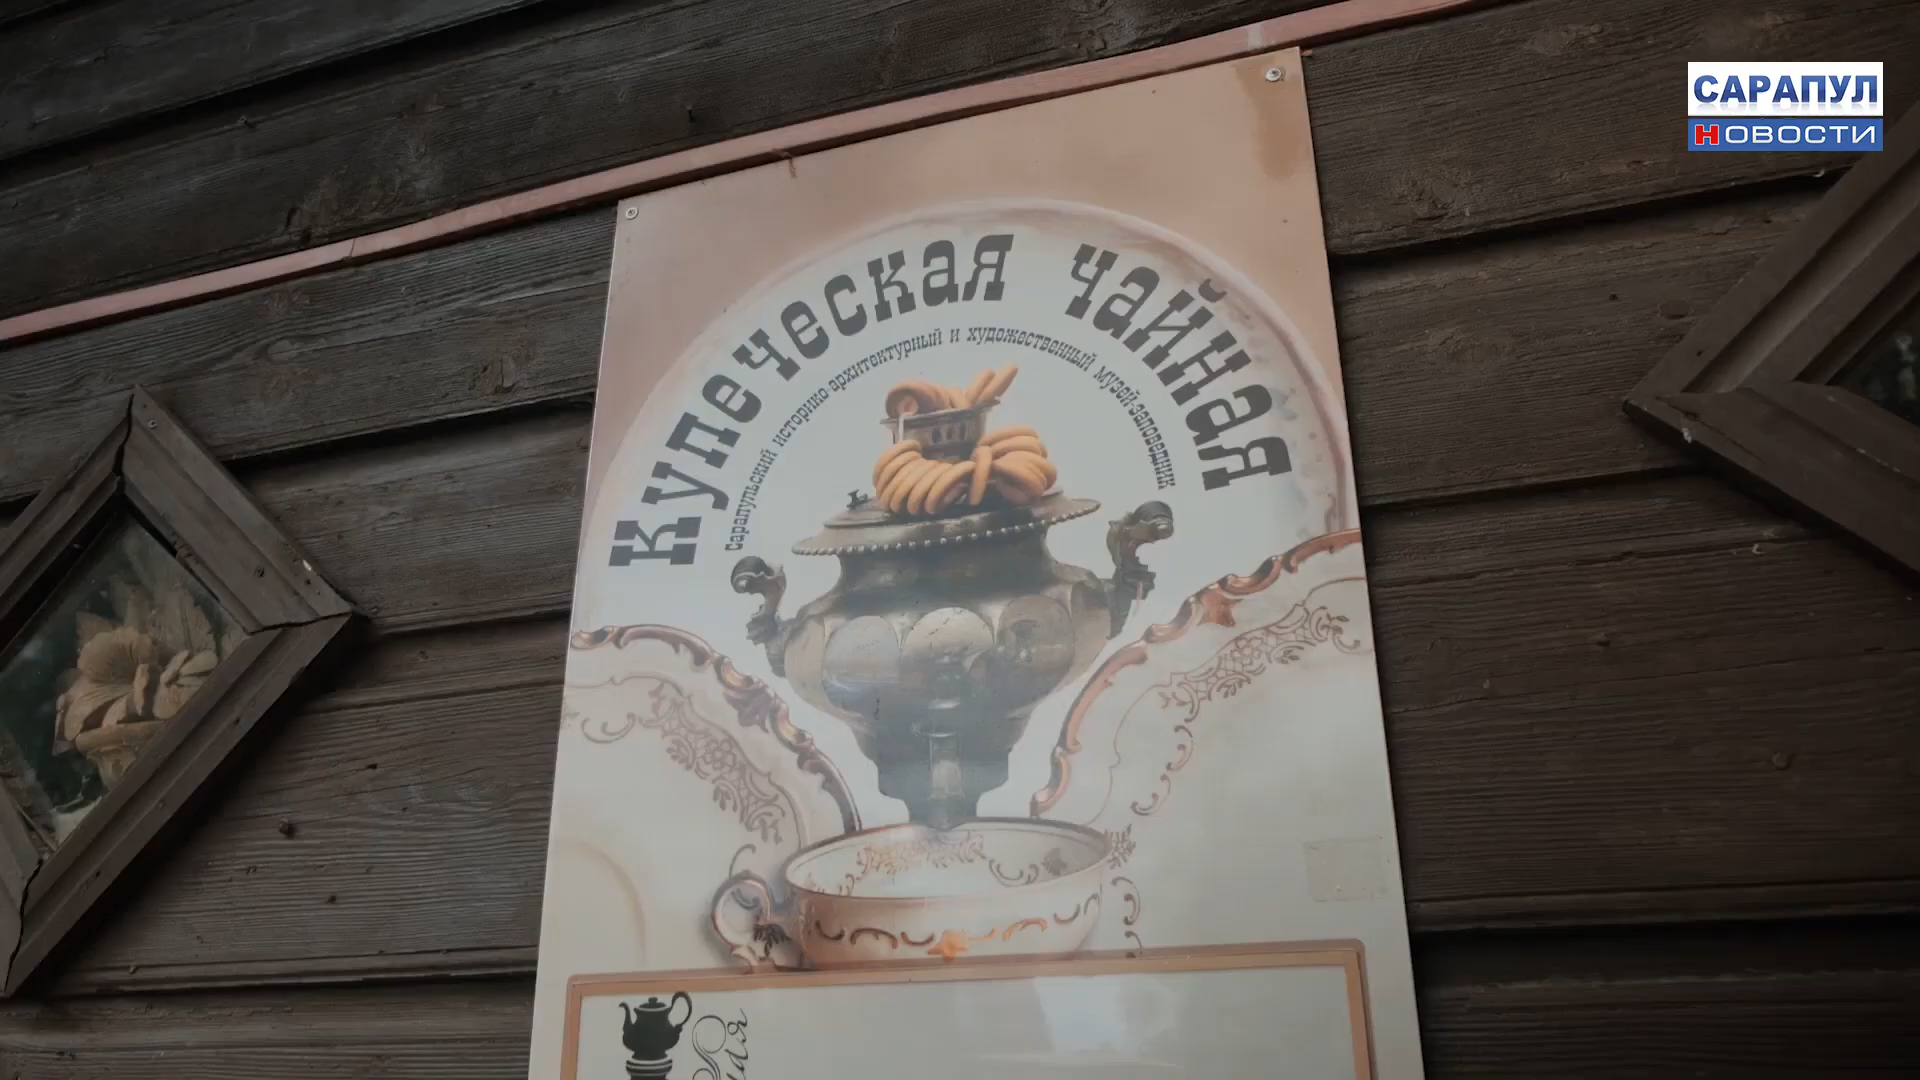 САРАПУЛ
НОВОСТИ
Купеческая чайная
Сарапульский историко-архитектурный и художественный музей-заповедник